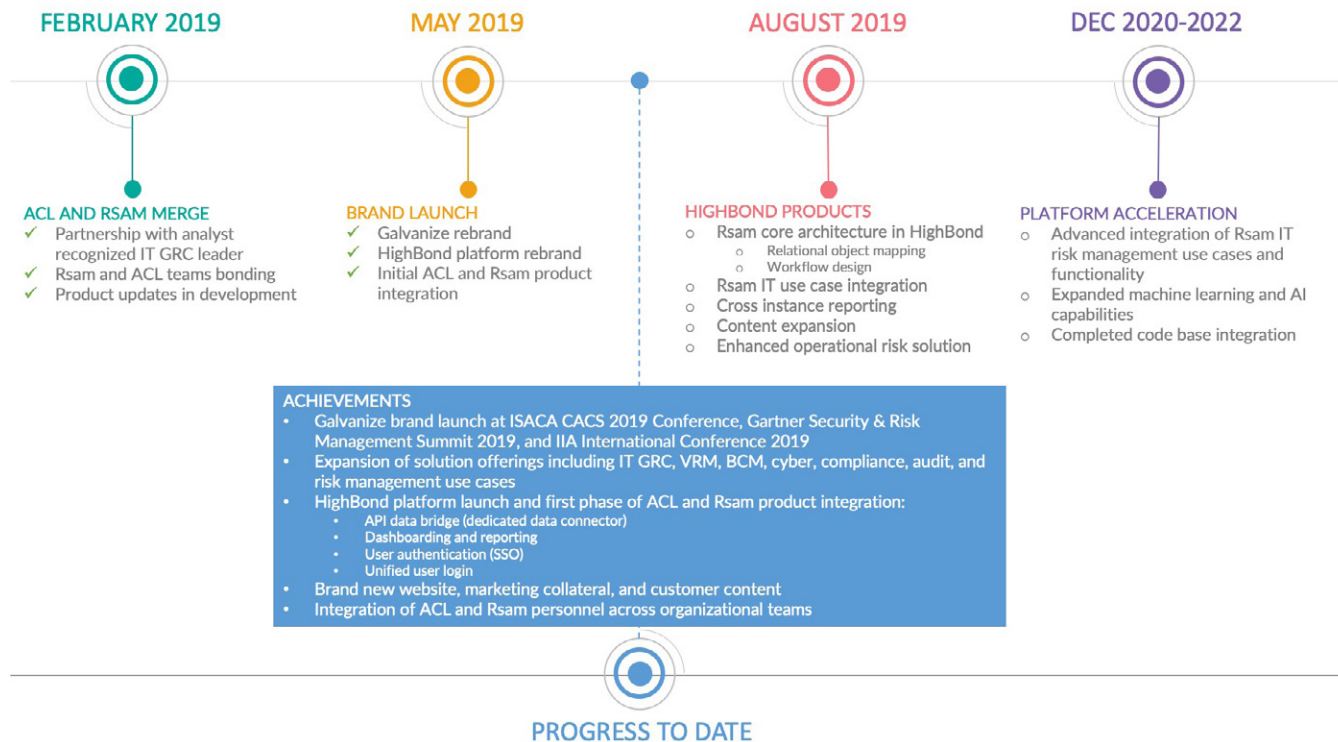 FEBRUARY 2019
MAY 2019
AUGUST 2019
DEC 2020-2022
ACL AND RSAM MERGE
✓ Partnership with analyst
recognized IT GRC leader
✓ Rsam and ACL teams bonding
✓ Product updates in development
BRAND LAUNCH
✓ Galvanize rebrand
✓ HighBond platform rebrand
✓ Initial ACL and Rsam product
integration
HIGHBOND PRODUCTS
o Rsam core architecture in HighBond
o Relational object mapping
o Workflow design
o Rsam IT use case integration
o Cross instance reporting
o Content expansion
o Enhanced operational risk solution
PLATFORM ACCELERATION
o Advanced integration of Rsam IT
risk management use cases and
functionality
o Expanded machine learning and AI
capabilities
o Completed code base integration
ACHIEVEMENTS
• Galvanize brand launch at ISACA CACS 2019 Conference, Gartner Security & Risk
Management Summit 2019, and IIA International Conference 2019
• Expansion of solution offerings including IT GRC, VRM, BCM, cyber, compliance, audit, and
risk management use cases
• HighBond platform launch and first phase of ACL and Rsam product integration:
• API data bridge (dedicated data connector)
• Dashboarding and reporting
• User authentication (SSO)
• Unified user login
• Brand new website, marketing collateral, and customer content
• Integration of ACL and Rsam personnel across organizational teams
PROGRESS TO DATE